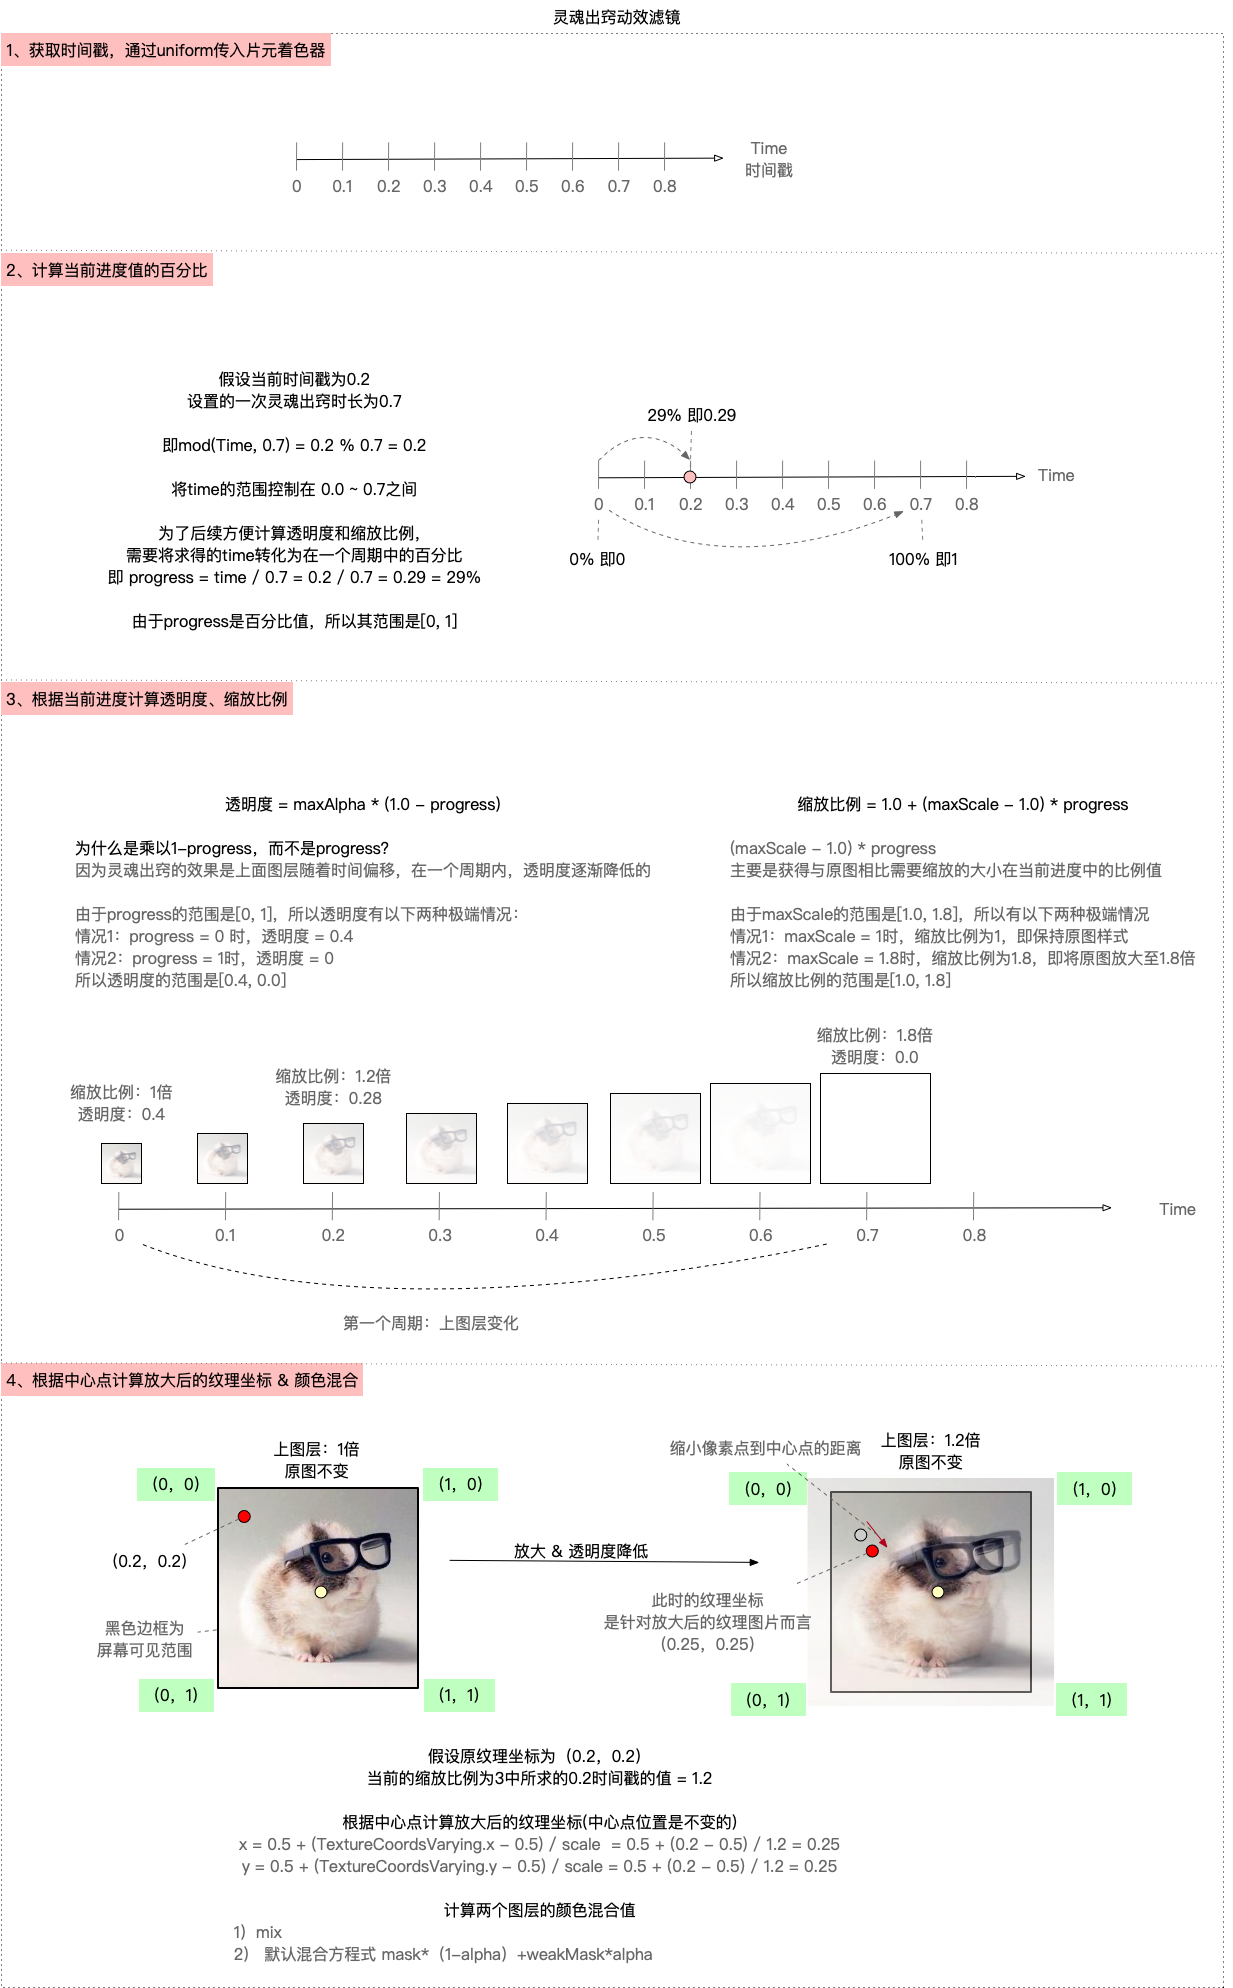 灵魂出窍动效滤镜
1、获取时间戳，通过uniform传入片元着色器
Time
时间戳
0 0.1 0.2 0.3 0.4 0.5 0.6 0.7 0.8
2、计算当前进度值的百分比
假设当前时间戳为0.2
设置的一次灵魂出窍时长为0.7
即mod(Time, 0.7) = 0.2 % 0.7 = 0.2
将time的范围控制在 0.0 ~ 0.7之间
为了后续方便计算透明度和缩放比例，
需要将求得的time转化为在一个周期中的百分比
即 progress = time / 0.7 = 0.2 / 0.7 = 0.29 = 29%
由于progress是百分比值，所以其范围是[0, 1]
29% 即0.29
Time
0 0.1 0.2 0.3 0.4 0.5 0.6 0.7 0.8
0% 即0
100% 即1
3、根据当前进度计算透明度、缩放比例
透明度 = maxAlpha * (1.0 - progress)
为什么是乘以1-progress，而不是progress?
因为灵魂出窍的效果是上面图层随着时间偏移，在一个周期内，透明度逐渐降低的
由于progress的范围是[0, 1]，所以透明度有以下两种极端情况：
情况1：progress = 0 时，透明度 = 0.4
情况2：progress = 1时，透明度 = 0
所以透明度的范围是[0.4, 0.0]
缩放比例 = 1.0 + (maxScale - 1.0) * progress
(maxScale - 1.0) * progress
主要是获得与原图相比需要缩放的大小在当前进度中的比例值
由于maxScale的范围是[1.0, 1.8]，所以有以下两种极端情况
情况1：maxScale = 1时，缩放比例为1，即保持原图样式
情况2：maxScale = 1.8时，缩放比例为1.8，即将原图放大至1.8倍
所以缩放比例的范围是[1.0, 1.8]
缩放比例：1倍
透明度：0.4
缩放比例：1.2倍
透明度：0.28
缩放比例：1.8倍
透明度：0.0
Time
0 0.1 0.2 0.3 0.4 0.5 0.6 0.7 0.8
第一个周期：上图层变化
4、根据中心点计算放大后的纹理坐标 & 颜色混合
上图层：1倍
原图不变
(0，0)
(1，0)
(0.2，0.2)
黑色边框为
屏幕可见范围
(0，1)
(1，1)
放大 & 透明度降低
缩小像素点到中心点的距离
上图层：1.2倍
原图不变
(0，0)
(1，0)
此时的纹理坐标
是针对放大后的纹理图片而言
(0.25，0.25)
(0，1)
(1，1)
假设原纹理坐标为（0.2，0.2）
当前的缩放比例为3中所求的0.2时间戳的值 = 1.2
根据中心点计算放大后的纹理坐标(中心点位置是不变的)
x = 0.5 + (TextureCoordsVarying.x - 0.5) / scale = 0.5 + (0.2 - 0.5) / 1.2 = 0.25
y = 0.5 + (TextureCoordsVarying.y - 0.5) / scale = 0.5 + (0.2 - 0.5) / 1.2 = 0.25
计算两个图层的颜色混合值
1）mix
2） 默认混合方程式 mask*（1-alpha）+weakMask*alpha